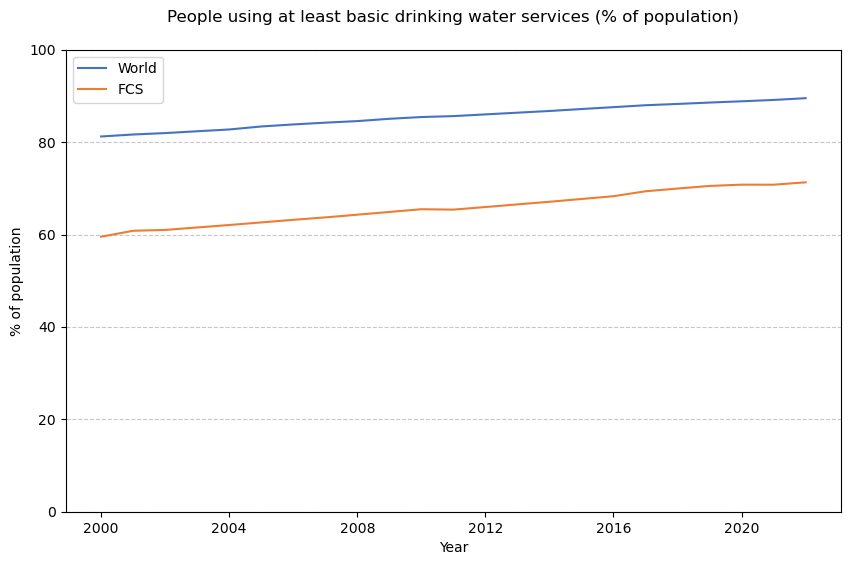 People using at least basic drinking water services (% of population)
World
FCS
100
80
60
40
20
0
% of population
2000 2004 2008 2012 2016 2020
Year